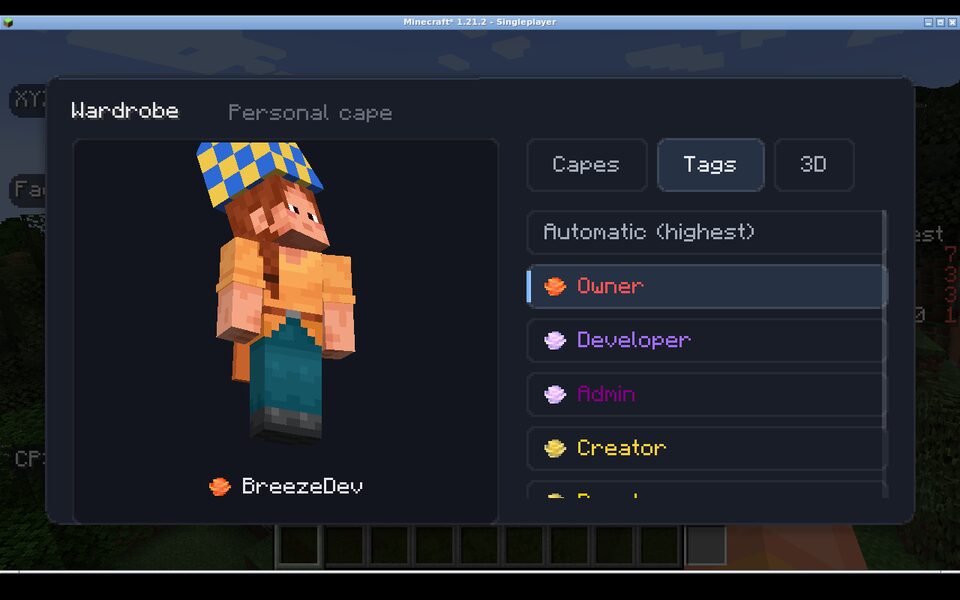 Minecraft* 1.21.2 - Singleplayer
Wardrobe
Personal cape
Capes
Tags
3D
Automatic (highest)
Owner
Developer
Admin
Creator
BreezeDev